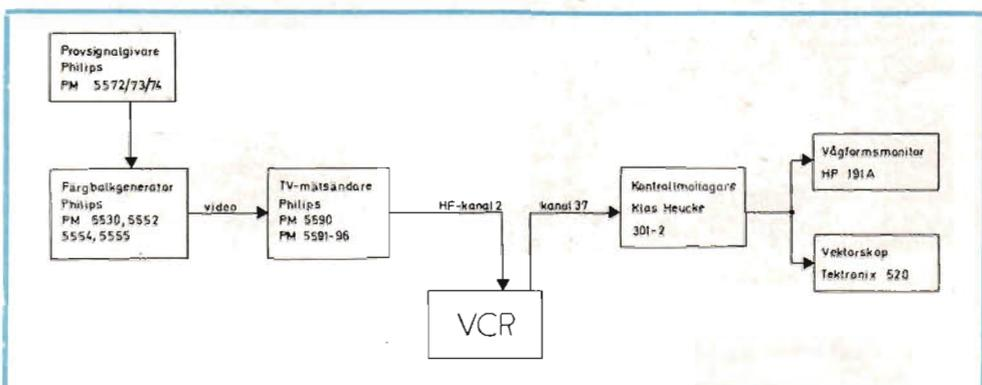 Provsignalgivare
Philips
PM 5572/73/74
Färgbalkgenerator
Philips
PM 5530, 5552
5554, 5555
video
TV-mätsändare
Philips
PM 5590
PM 5591-96
HF-kanal 2
VCR
kanal 37
Kontrollmottagare
Klas Heucke
301-2
Vågformsmonitor
HP 191A
Vektorskop
Tektronix 520